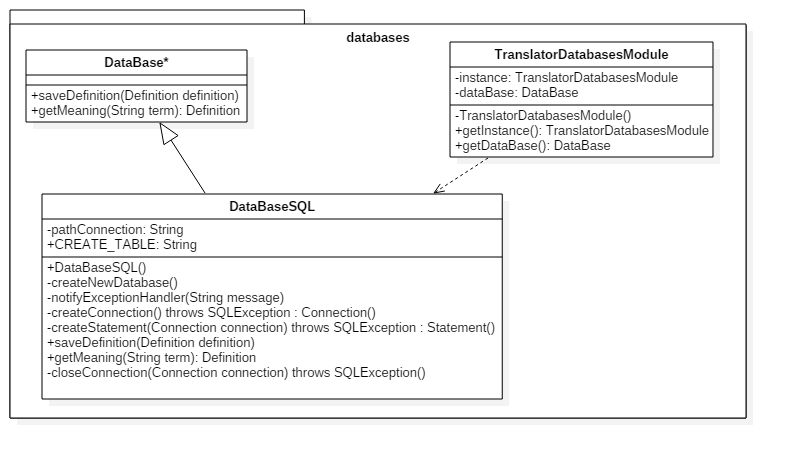 databases
DataBase*
+saveDefinition(Definition definition)
+getMeaning(String term): Definition
TranslatorDatabasesModule
-instance: TranslatorDatabasesModule
-dataBase: DataBase
-TranslatorDatabasesModule()
+getInstance(): TranslatorDatabasesModule
+getDataBase(): DataBase
DataBaseSQL
-pathConnection: String
+CREATE_TABLE: String
+DataBaseSQL()
-createNewDatabase()
-notifyExceptionHandler(String message)
-createConnection() throws SQLException : Connection()
-createStatement(Connection connection) throws SQLException : Statement()
+saveDefinition(Definition definition)
+getMeaning(String term): Definition
-closeConnection(Connection connection) throws SQLException()